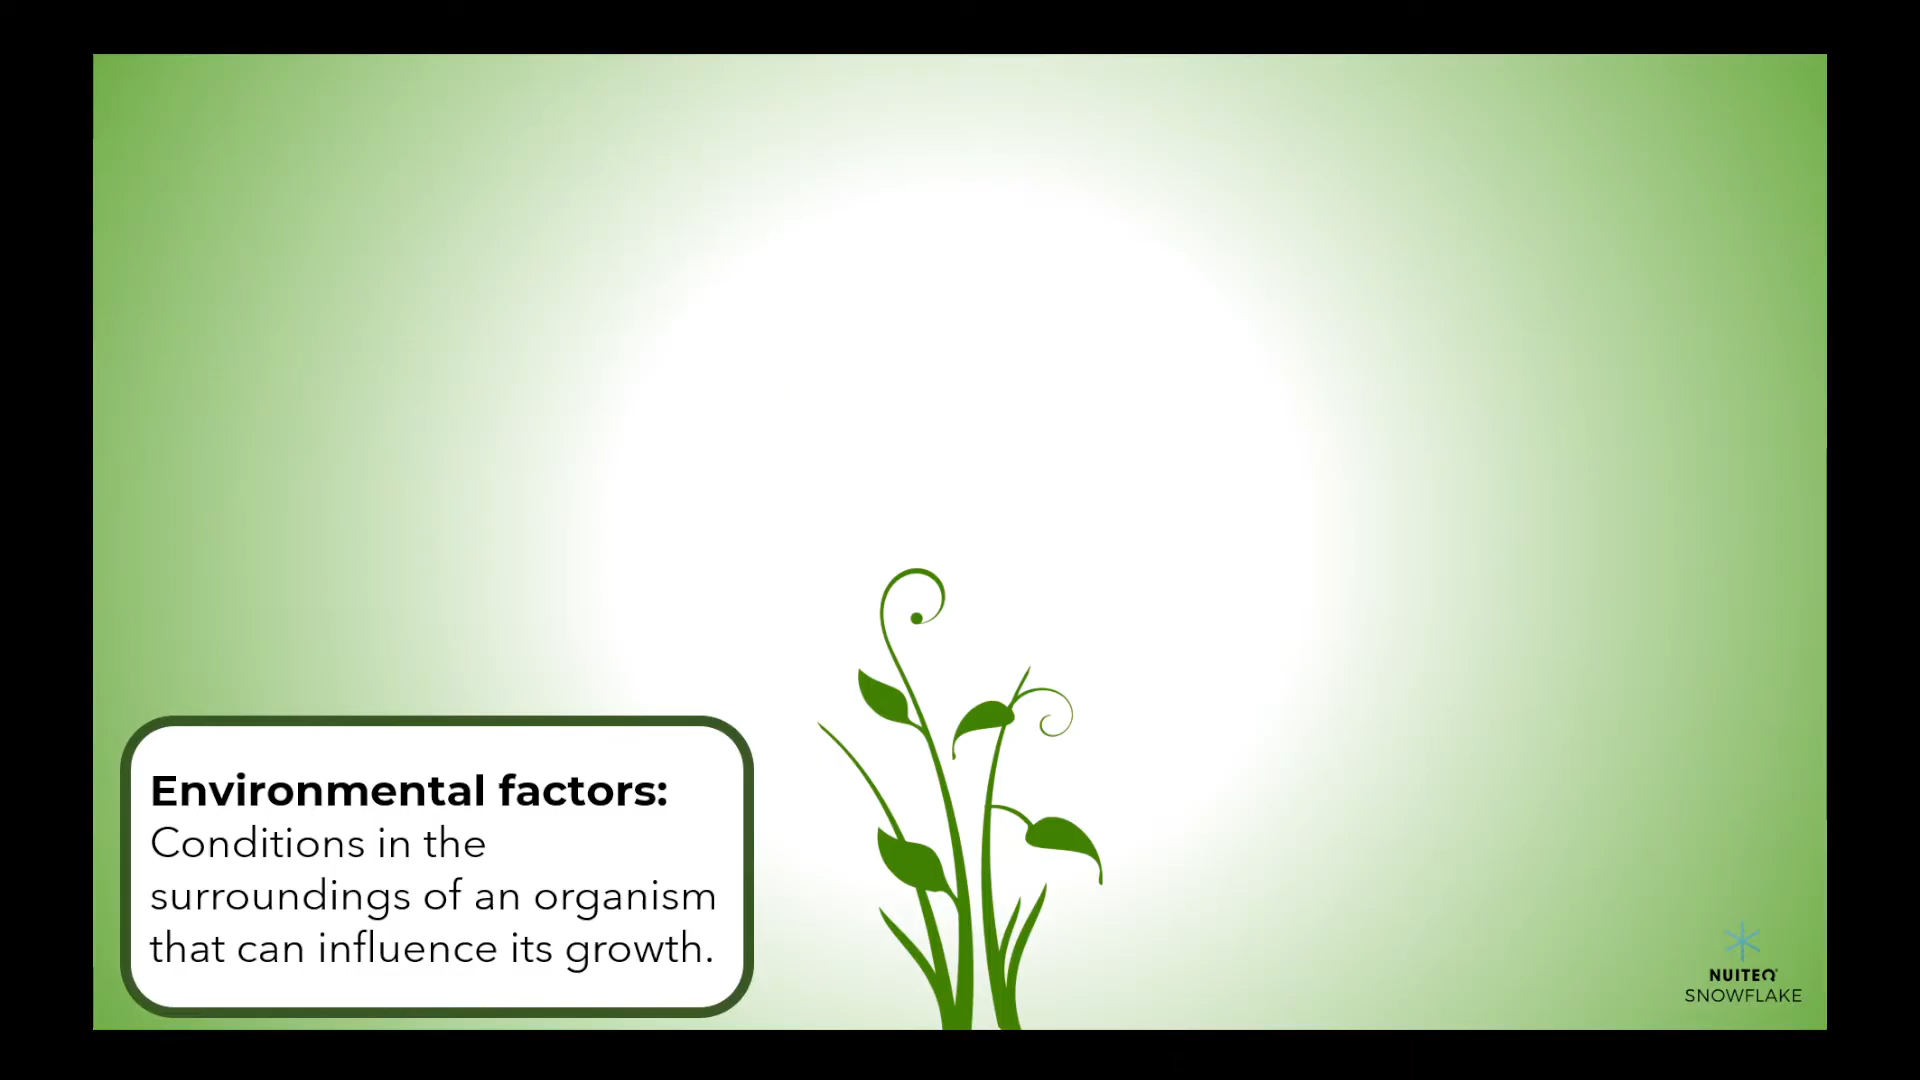 Environmental factors:
Conditions in the
surroundings of an organism
that can influence its growth.
NUITEQ
SNOWFLAKE